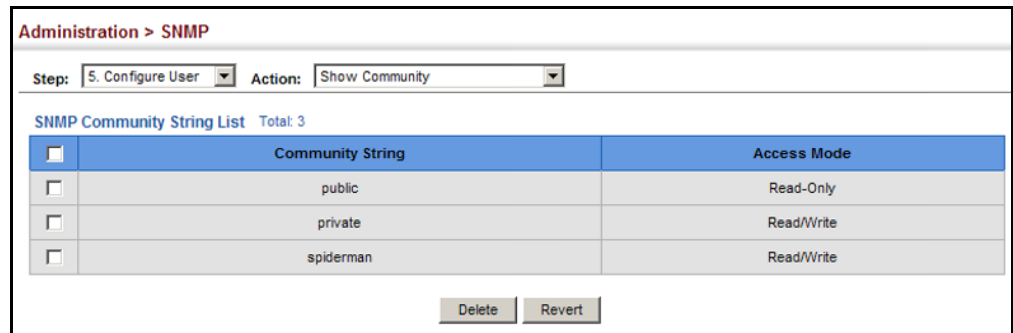 Administration > SNMP
Step: 5. Configure User Action: Show Community
SNMP Community String List Total: 3
Community String Access Mode
public Read-Only
private Read/Write
spiderman Read/Write
Delete Revert